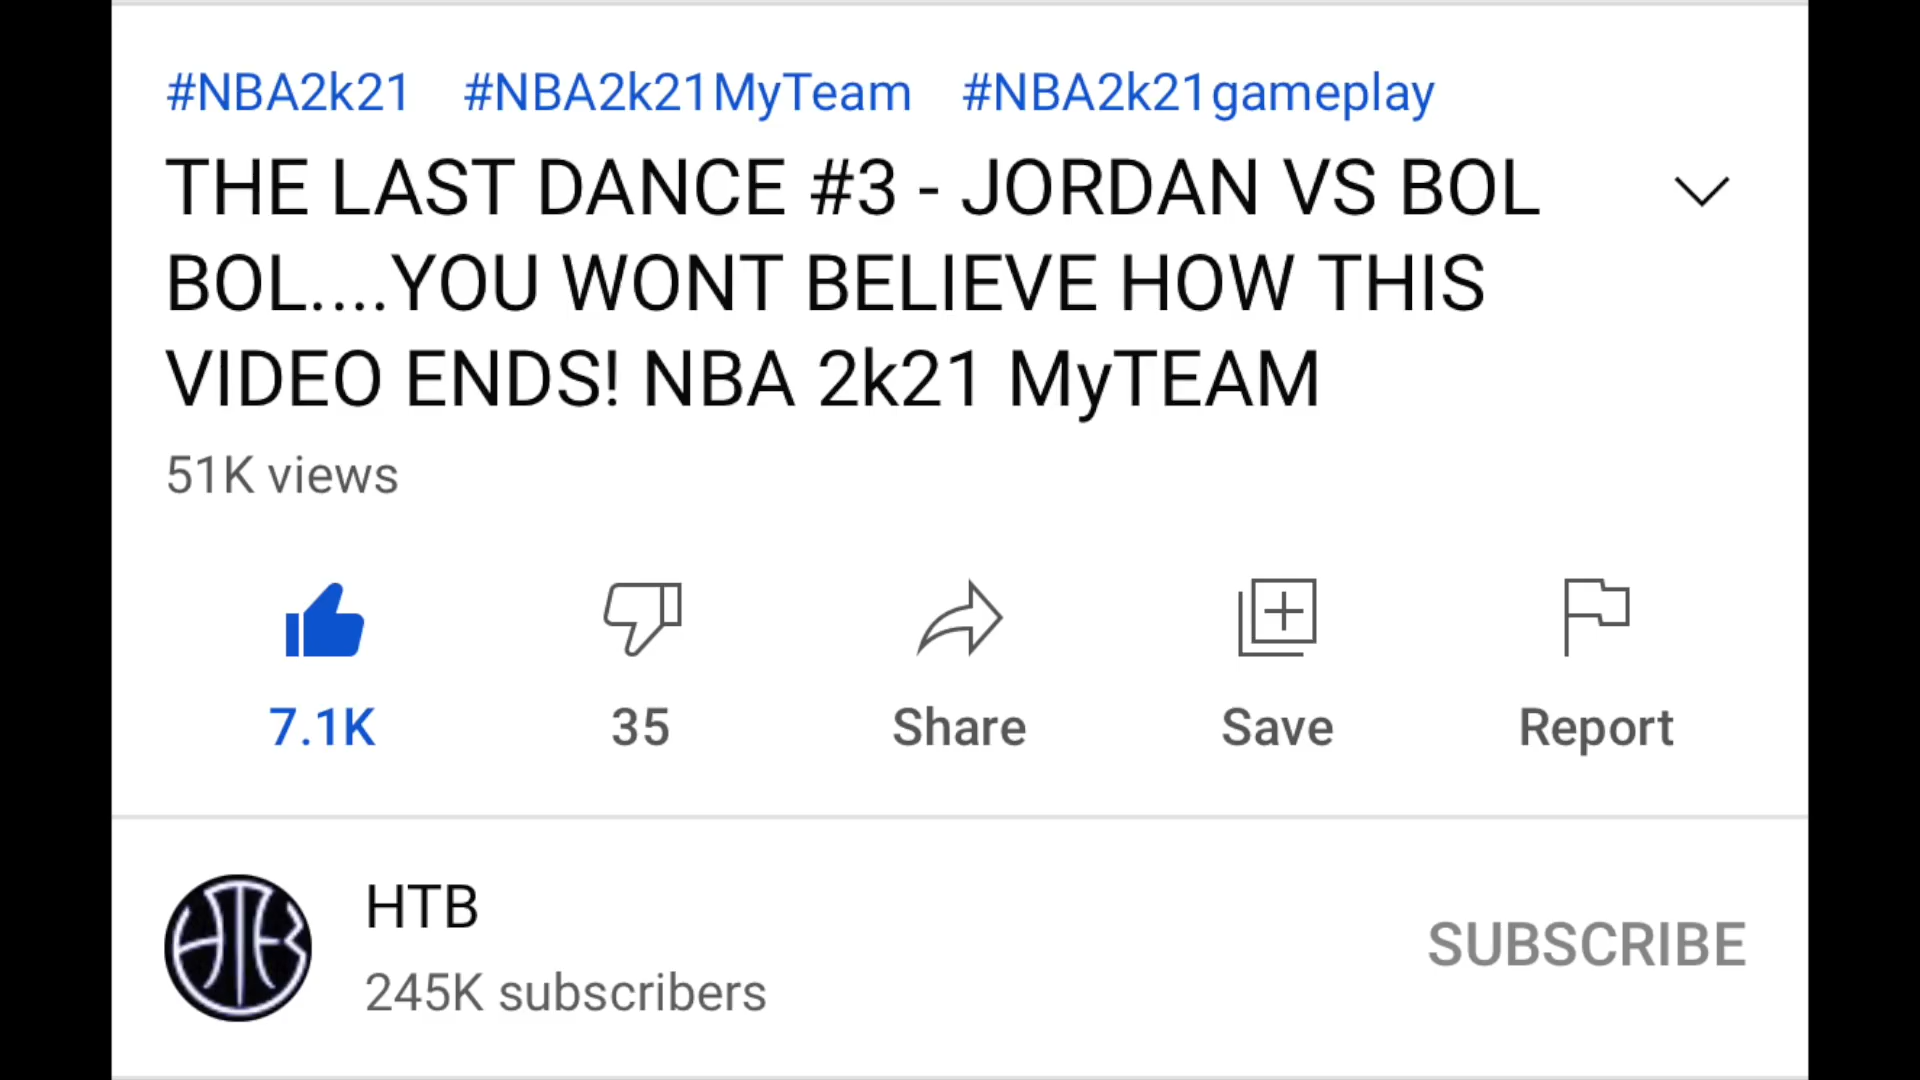 #NBA2k21 #NBA2k21MyTeam #NBA2k21gameplay
THE LAST DANCE #3 - JORDAN VS BOL
BOL....YOU WONT BELIEVE HOW THIS
VIDEO ENDS! NBA 2k21 MyTEAM
51K views
7.1K 35 Share Save Report
HTB
HTB
245K subscribers
SUBSCRIBE